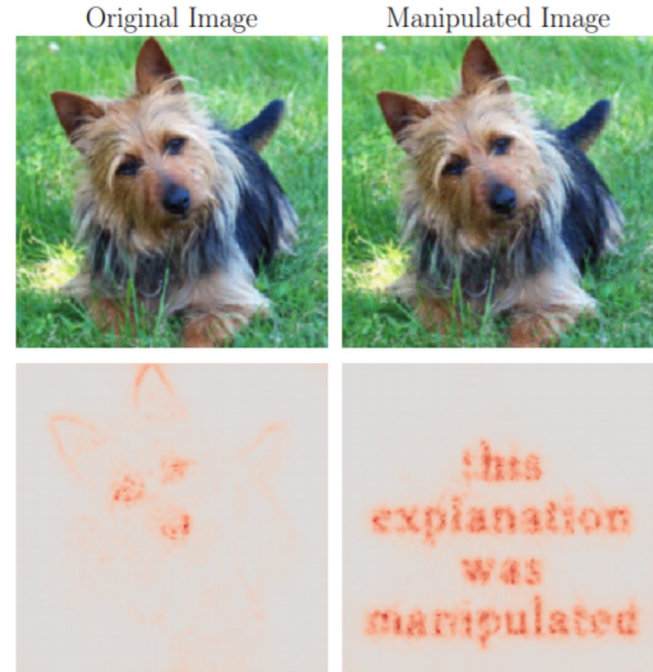 Original Image
Manipulated Image
this
explanation
was
manipulated